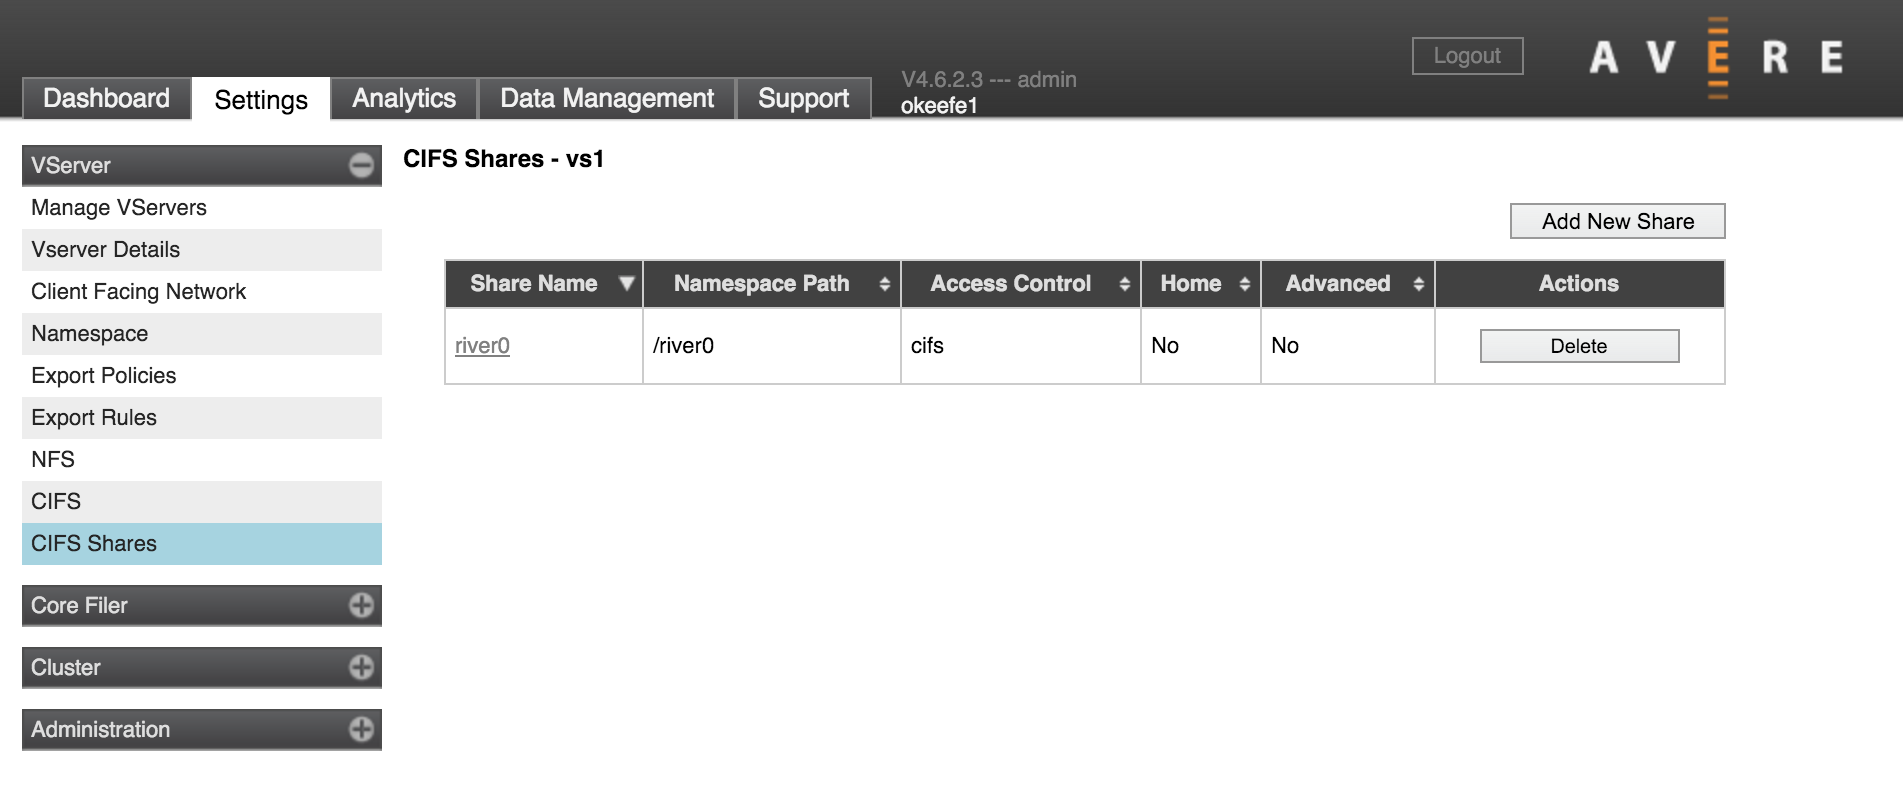 Logout
AVERE
V4.6.2.3 --- admin
Dashboard Settings Analytics Data Management Support okeefe1
VServer
CIFS Shares - vs1
Manage VServers
Add New Share
Vserver Details
Share Name Namespace Path Access Control Home Advanced Actions
Client Facing Network
Namespace
river0 /river0 cifs No No Delete
Export Policies
Export Rules
NFS
CIFS
CIFS Shares
Core Filer
Cluster
Administration